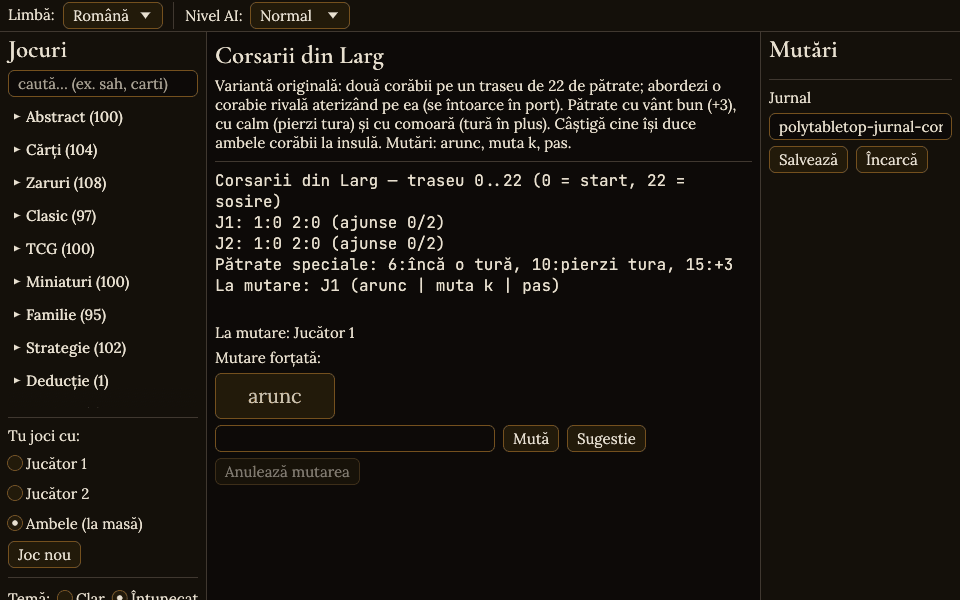 Limbă: Română ▼ Nivel AI: Normal ▼
Jocuri
caută... (ex. sah, carti)
▸ Abstract (100)
▸ Cărți (104)
▸ Zaruri (108)
▸ Clasic (97)
▸ TCG (100)
▸ Miniaturi (100)
▸ Familie (95)
▸ Strategie (102)
▸ Deducție (1)
Tu joci cu:
Jucător 1
Jucător 2
Ambele (la masă)
Joc nou
Temă: Clar Întunecat
Corsarii din Larg
Variantă originală: două corăbii pe un traseu de 22 de pătrate; abordezi o
corabie rivală aterizând pe ea (se întoarce în port). Pătrate cu vânt bun (+3),
cu calm (pierzi tura) și cu comoară (tură în plus). Câștigă cine își duce
ambele corăbii la insulă. Mutări: arunc, muta k, pas.
Corsarii din Larg — traseu 0..22 (0 = start, 22 =
sosire)
J1: 1:0 2:0 (ajunse 0/2)
J2: 1:0 2:0 (ajunse 0/2)
Pătrate speciale: 6:încă o tură, 10:pierzi tura, 15:+3
La mutare: J1 (arunc | muta k | pas)
La mutare: Jucător 1
Mutare forțată:
arunc
Mută Sugestie
Anulează mutarea
Mutări
Jurnal
polytabletop-jurnal-cor
Salvează Încarcă